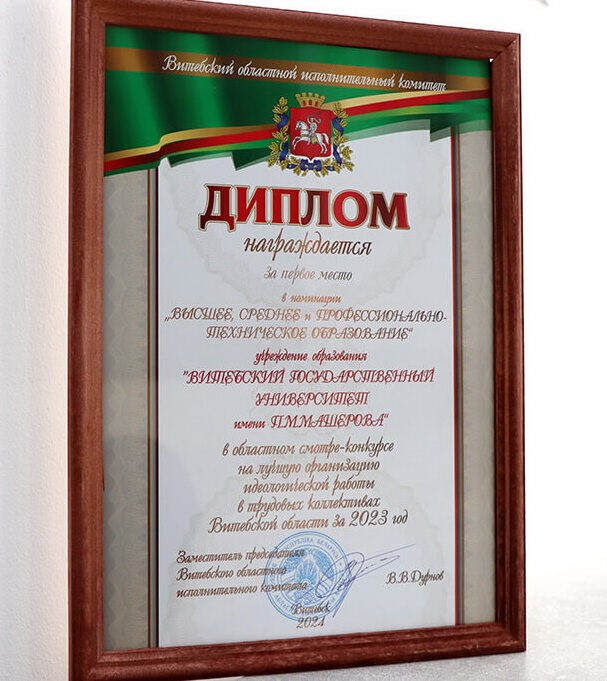 Витебский областной исполнительный комитет
ДИПЛОМ
награждается
за первое место
в номинации
„ВЫСШЕЕ, СРЕДНЕЕ и ПРОФЕССИОНАЛЬНО-
ТЕХНИЧЕСКОЕ ОБРАЗОВАНИЕ“
учреждение образования
"ВИТЕБСКИЙ ГОСУДАРСТВЕННЫЙ
УНИВЕРСИТЕТ
имени П.М.МАШЕРОВА“
в областном смотре-конкурсе
на лучшую организацию
идеологической работы
в трудовых коллективах
Витебской области за 2023 год
Заместитель председателя
Витебского областного
исполнительного комитета
В.В.Дурнов
Витебск